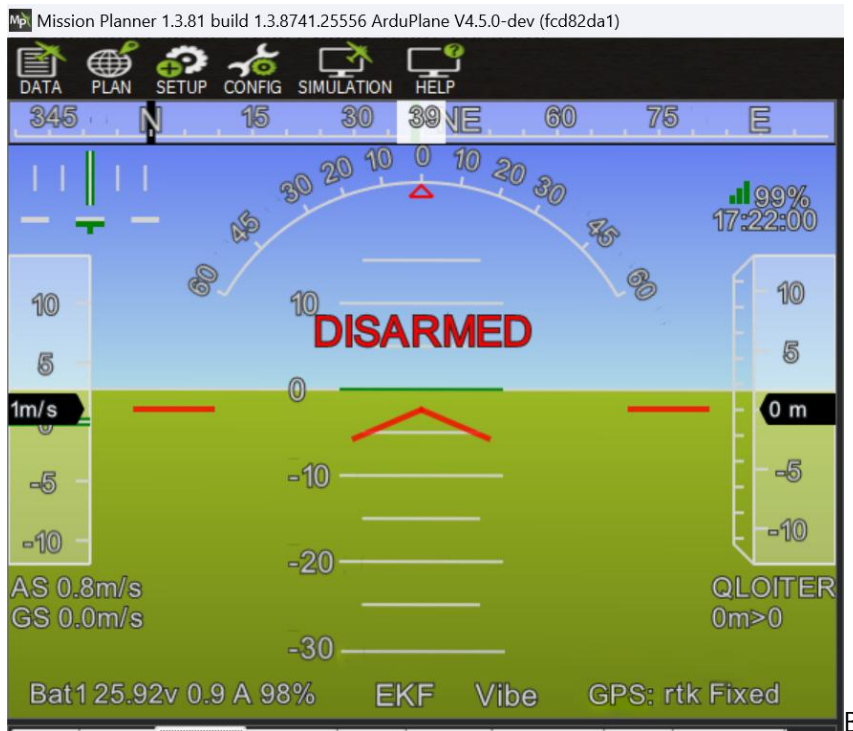 Mission Planner 1.3.81 build 1.3.8741.25556 ArduPlane V4.5.0-dev (fcd82da1)
DATA PLAN SETUP CONFIG SIMULATION HELP
345 N 15 30 39 NE 60 75 E
60 45 30 20 10 0 10 20 30 45 60
99%
17:22:00
10 10 10
DISARMED
5 5
0
1m/s 0 m
0
-5 -10 -5
-10 -20 -10
AS 0.8m/s QLOITER
GS 0.0m/s 0m>0
-30
Bat1 25.92v 0.9 A 98% EKF Vibe GPS: rtk Fixed